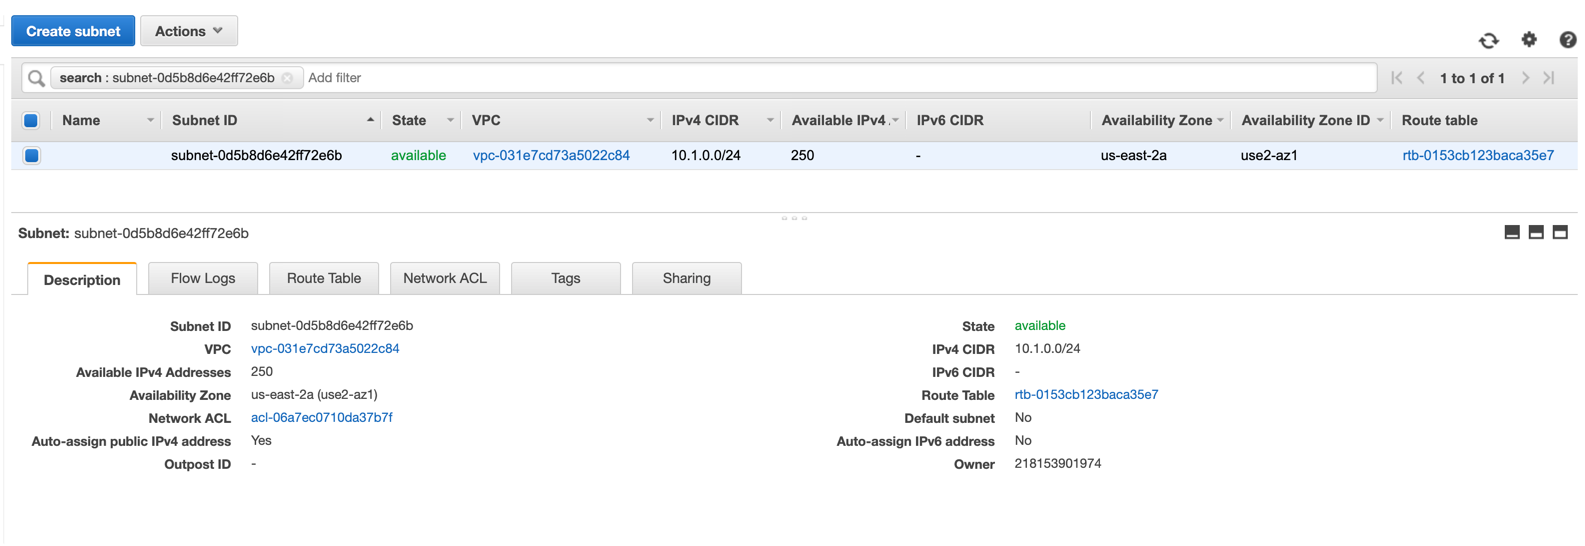 Create subnet Actions
search : subnet-0d5b8d6e42ff72e6b Add filter 1 to 1 of 1
Name Subnet ID State VPC IPv4 CIDR Available IPv4 IPv6 CIDR Availability Zone Availability Zone ID Route table
subnet-0d5b8d6e42ff72e6b available vpc-031e7cd73a5022c84 10.1.0.0/24 250 - us-east-2a use2-az1 rtb-0153cb123baca35e7
Subnet: subnet-0d5b8d6e42ff72e6b
Description Flow Logs Route Table Network ACL Tags Sharing
Subnet ID subnet-0d5b8d6e42ff72e6b State available
VPC vpc-031e7cd73a5022c84 IPv4 CIDR 10.1.0.0/24
Available IPv4 Addresses 250 IPv6 CIDR -
Availability Zone us-east-2a (use2-az1) Route Table rtb-0153cb123baca35e7
Network ACL acl-06a7ec0710da37b7f Default subnet No
Auto-assign public IPv4 address Yes Auto-assign IPv6 address No
Outpost ID - Owner 218153901974